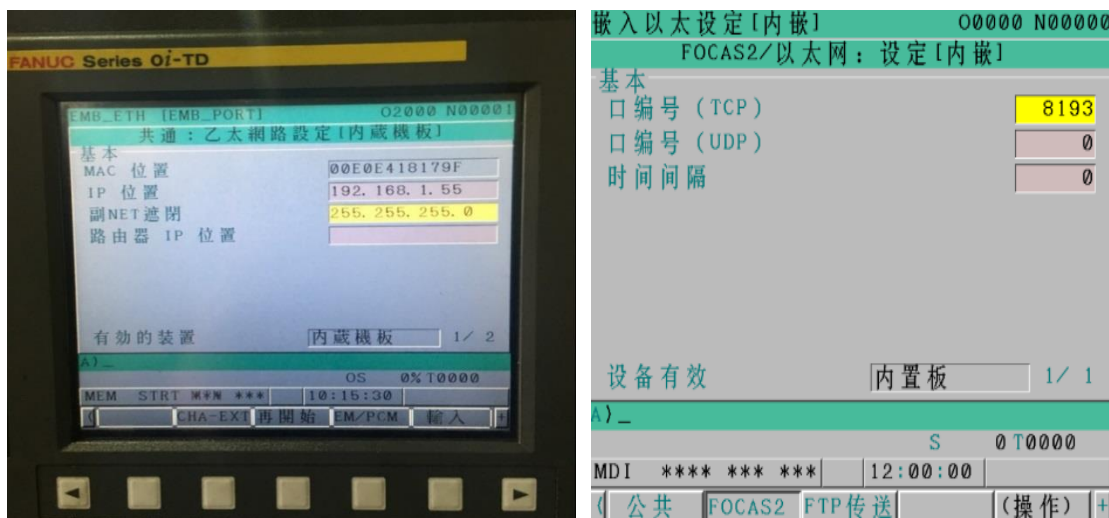 FANUC Series 0i-TD
EMB_ETH [EMB_PORT] O2000 N00001
共通 : 乙太網路設定[内蔵機板]
基本
MAC 位置 00E0E418179F
IP 位置 192. 168. 1. 55
副NET遮閉 255. 255. 255. 0
路由器 IP 位置
有効的装置 内蔵機板 1/ 2
A)_
OS 0% T0000
MEM STRT *** 10:15:30
( CHA-EXT 再開始 EM/PCM 輸入 +
嵌入以太设定[内嵌] O0000 N00000
FOCAS2/以太网: 设定[内嵌]
基本
口编号 (TCP) 8193
口编号 (UDP) 0
时间间隔 0
设备有效 内置板 1/ 1
A)_
S 0 T0000
MDI **** *** *** 12:00:00
( 公共 FOCAS2 FTP传送 (操作) +